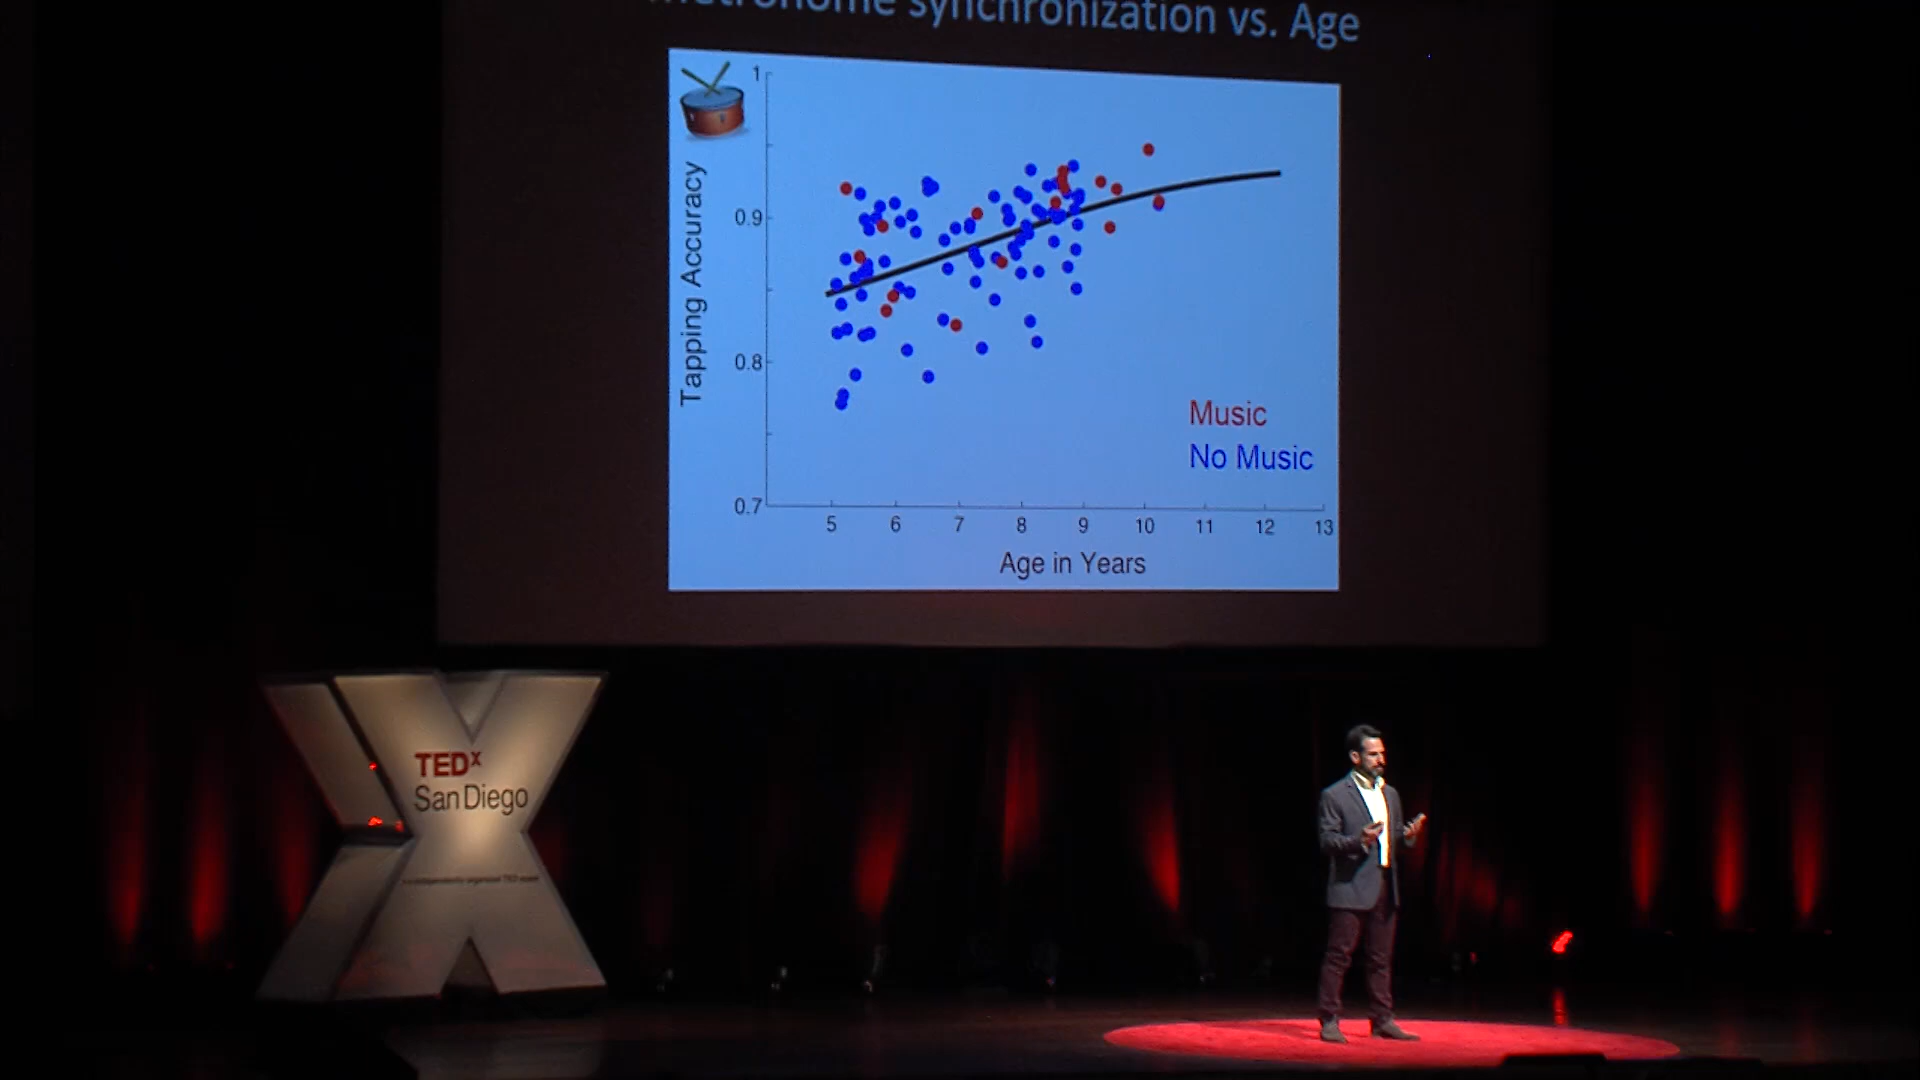 synchronization vs. Age
1
0.9
0.8
0.7
Tapping Accuracy
Music
No Music
5 6 7 8 9 10 11 12 13
Age in Years
TEDx
San Diego